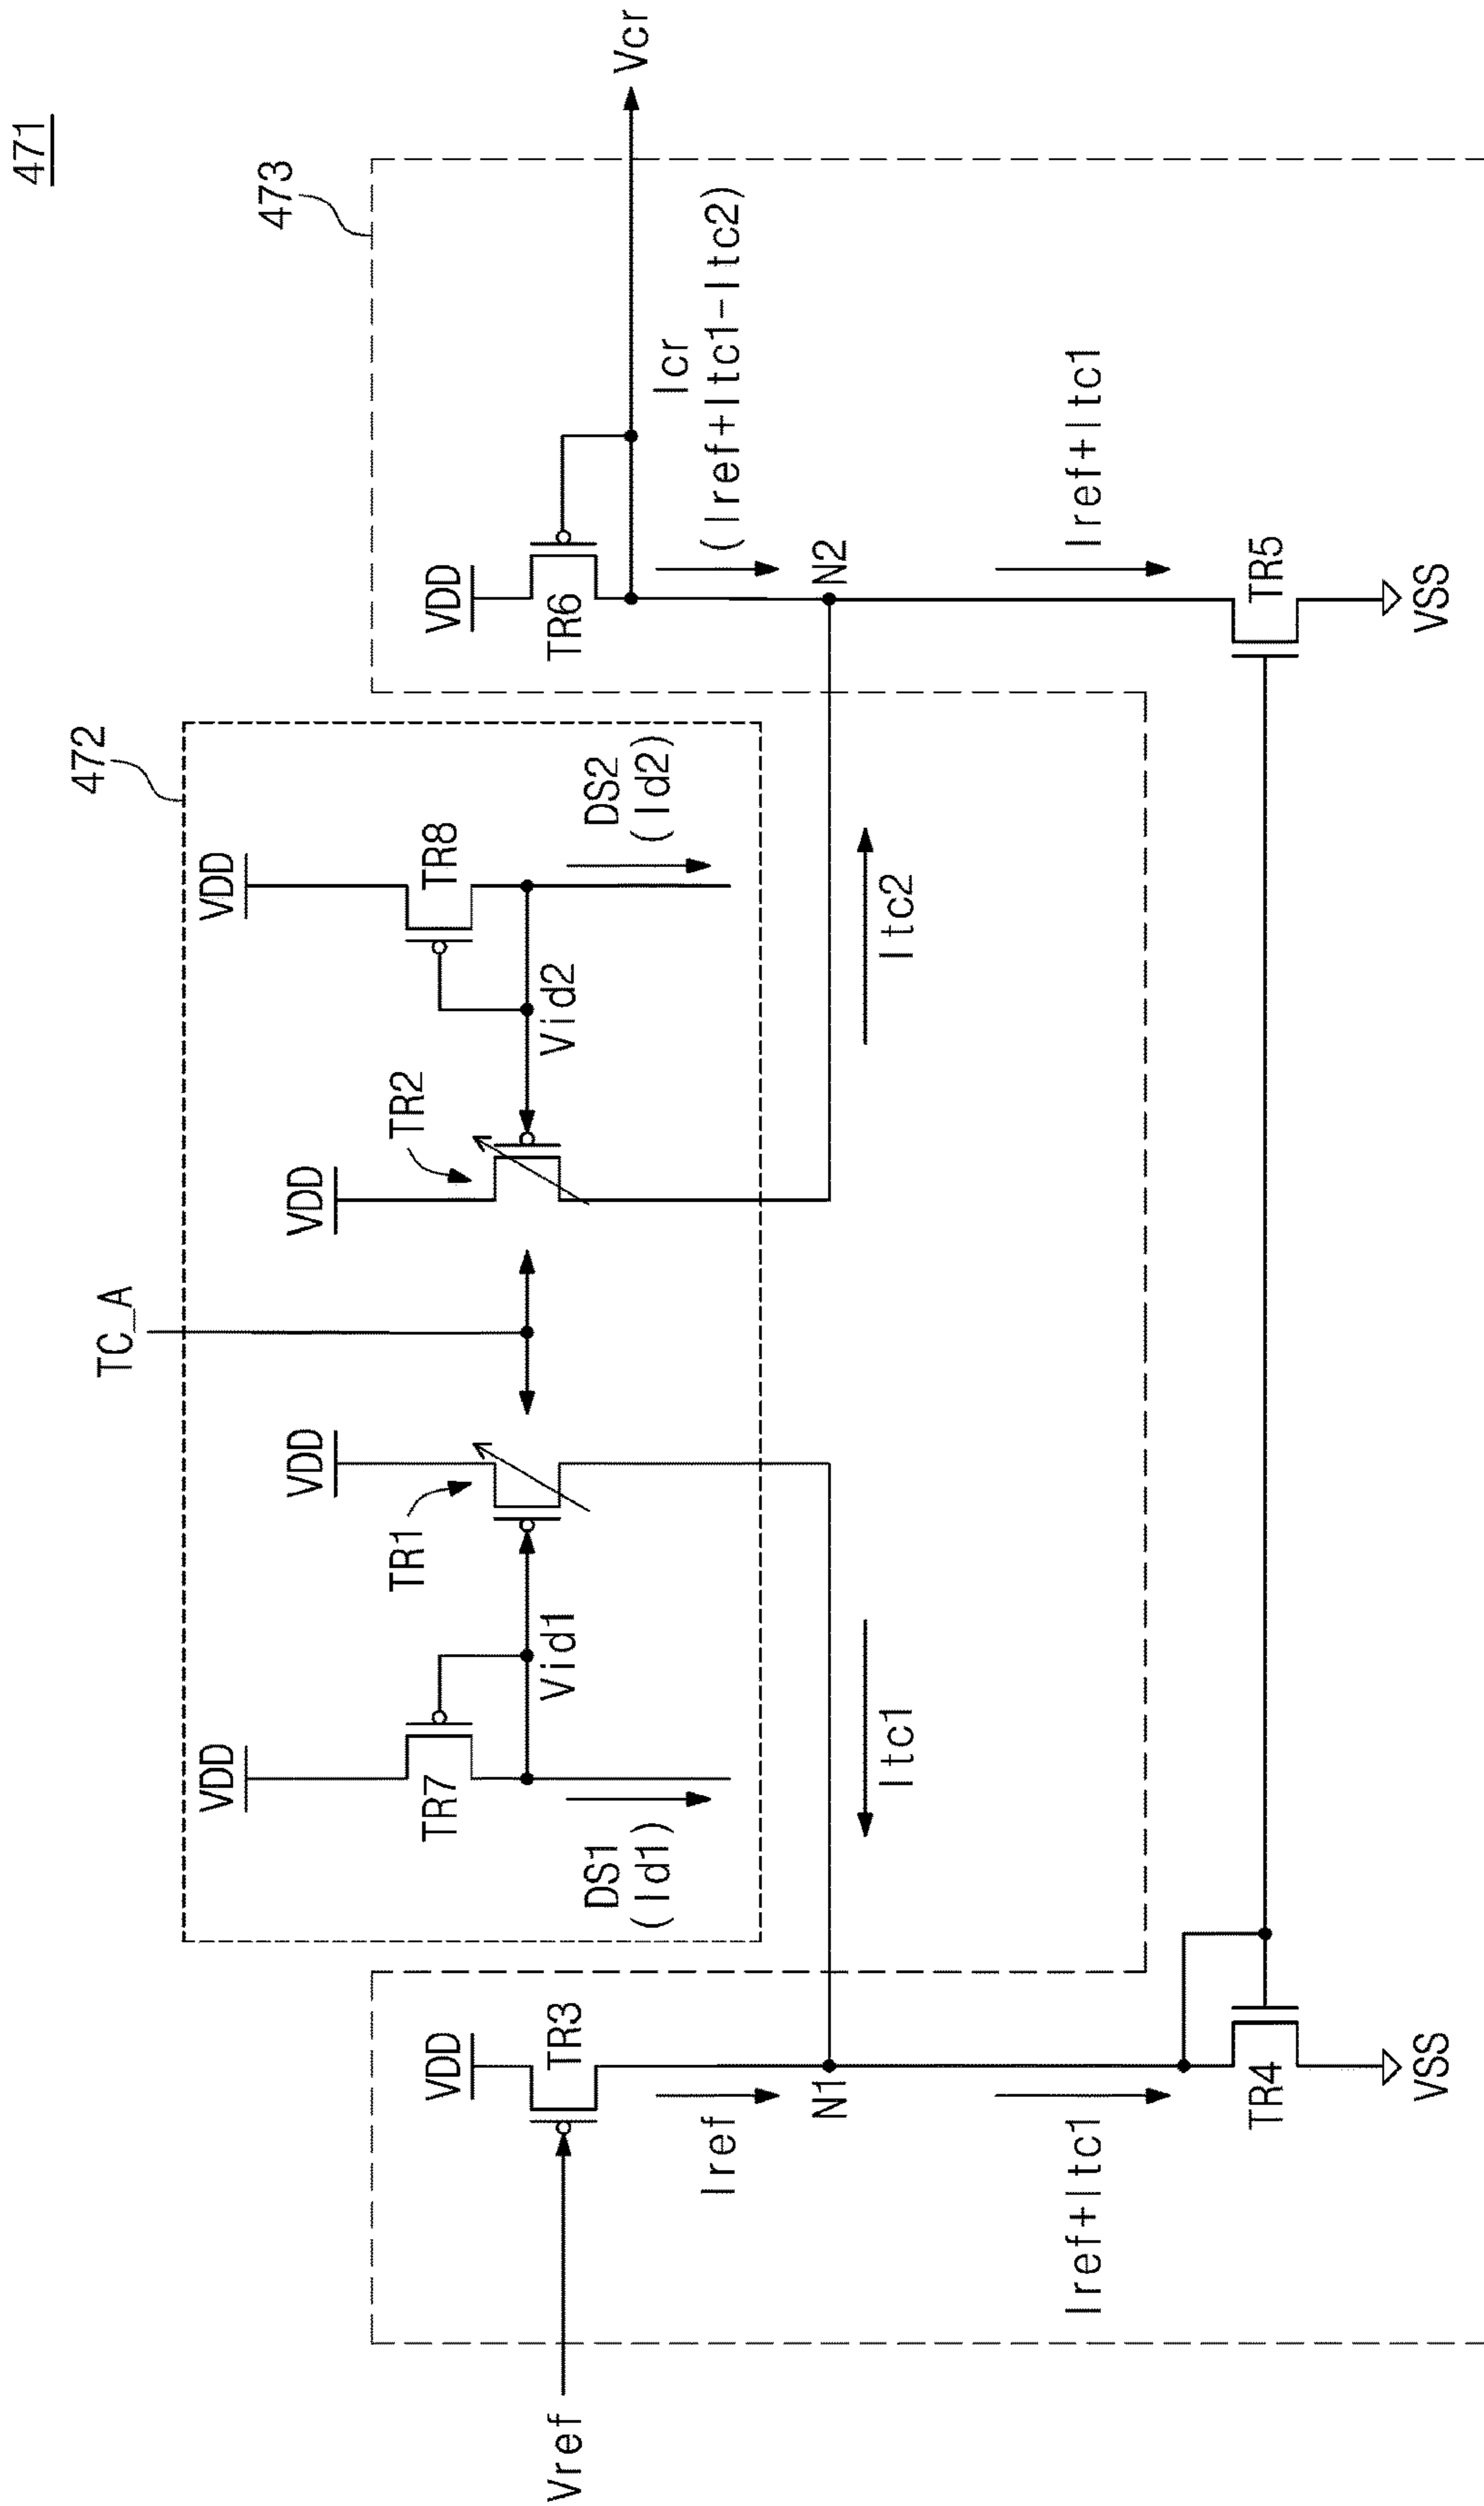 471
472
473
TC_A
VDD
VDD
TR7
TR8
VDD
VDD
TR1
TR2
VDD
VDD
TR3
TR6
Vref
Vid1
Vid2
Vcr
DS1
(Id1)
DS2
(Id2)
Iref
Icr
(Iref+Itc1-Itc2)
N1
N2
Itc1
Itc2
Iref+Itc1
Iref+Itc1
TR4
TR5
VSS
VSS